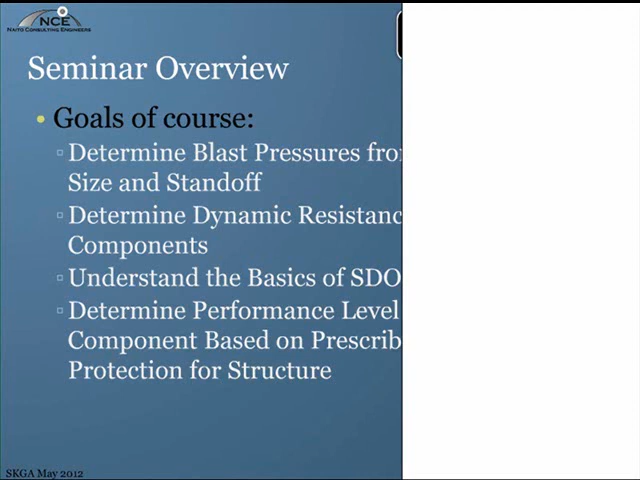 NCE
NAITO CONSULTING ENGINEERS
Seminar Overview
• Goals of course:
Determine Blast Pressures fro
Size and Standoff
Determine Dynamic Resistanc
Components
Understand the Basics of SDO
Determine Performance Level
Component Based on Prescrib
Protection for Structure
SKGA May 2012